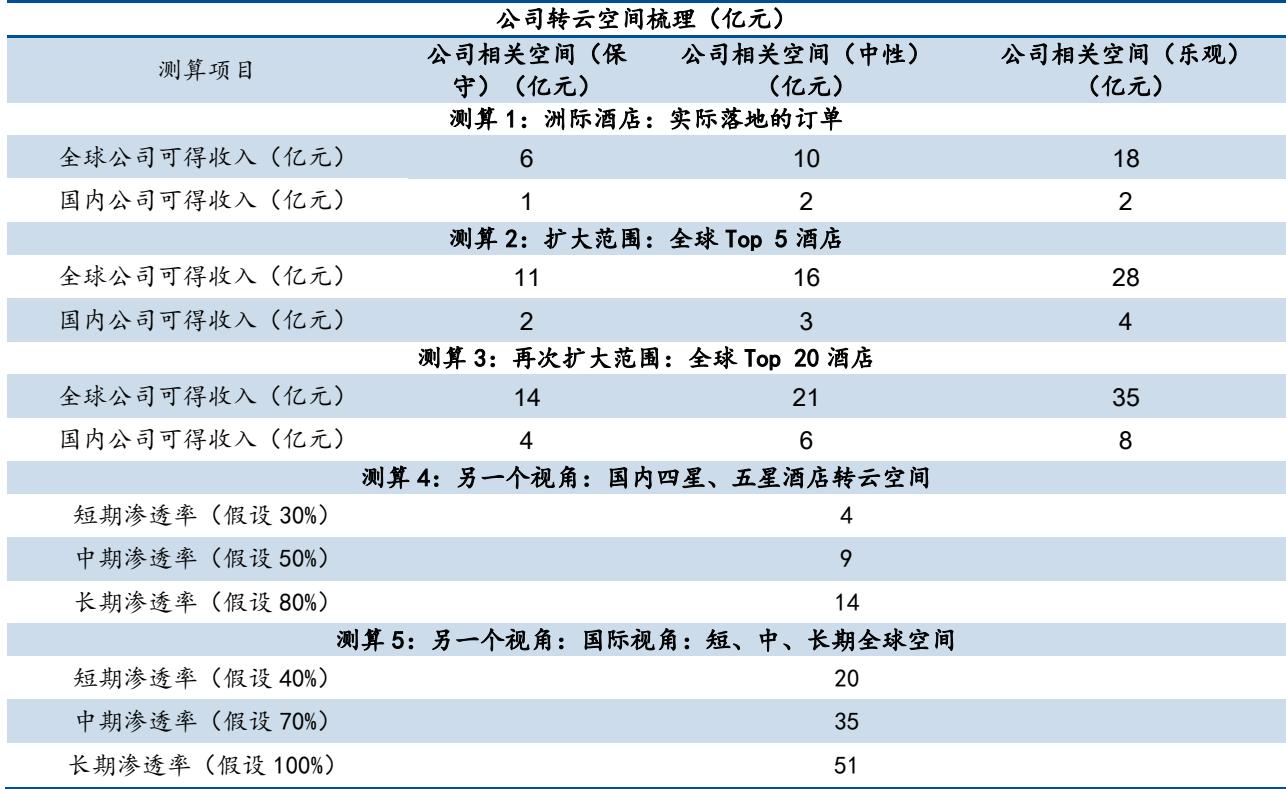 公司转云空间梳理（亿元）
测算项目 公司相关空间（保守）（亿元） 公司相关空间（中性）（亿元） 公司相关空间（乐观）（亿元）
测算 1：洲际酒店：实际落地的订单
全球公司可得收入（亿元） 6 10 18
国内公司可得收入（亿元） 1 2 2
测算 2：扩大范围：全球 Top 5 酒店
全球公司可得收入（亿元） 11 16 28
国内公司可得收入（亿元） 2 3 4
测算 3：再次扩大范围：全球 Top 20 酒店
全球公司可得收入（亿元） 14 21 35
国内公司可得收入（亿元） 4 6 8
测算 4：另一个视角：国内四星、五星酒店转云空间
短期渗透率（假设 30%） 4
中期渗透率（假设 50%） 9
长期渗透率（假设 80%） 14
测算 5：另一个视角：国际视角：短、中、长期全球空间
短期渗透率（假设 40%） 20
中期渗透率（假设 70%） 35
长期渗透率（假设 100%） 51